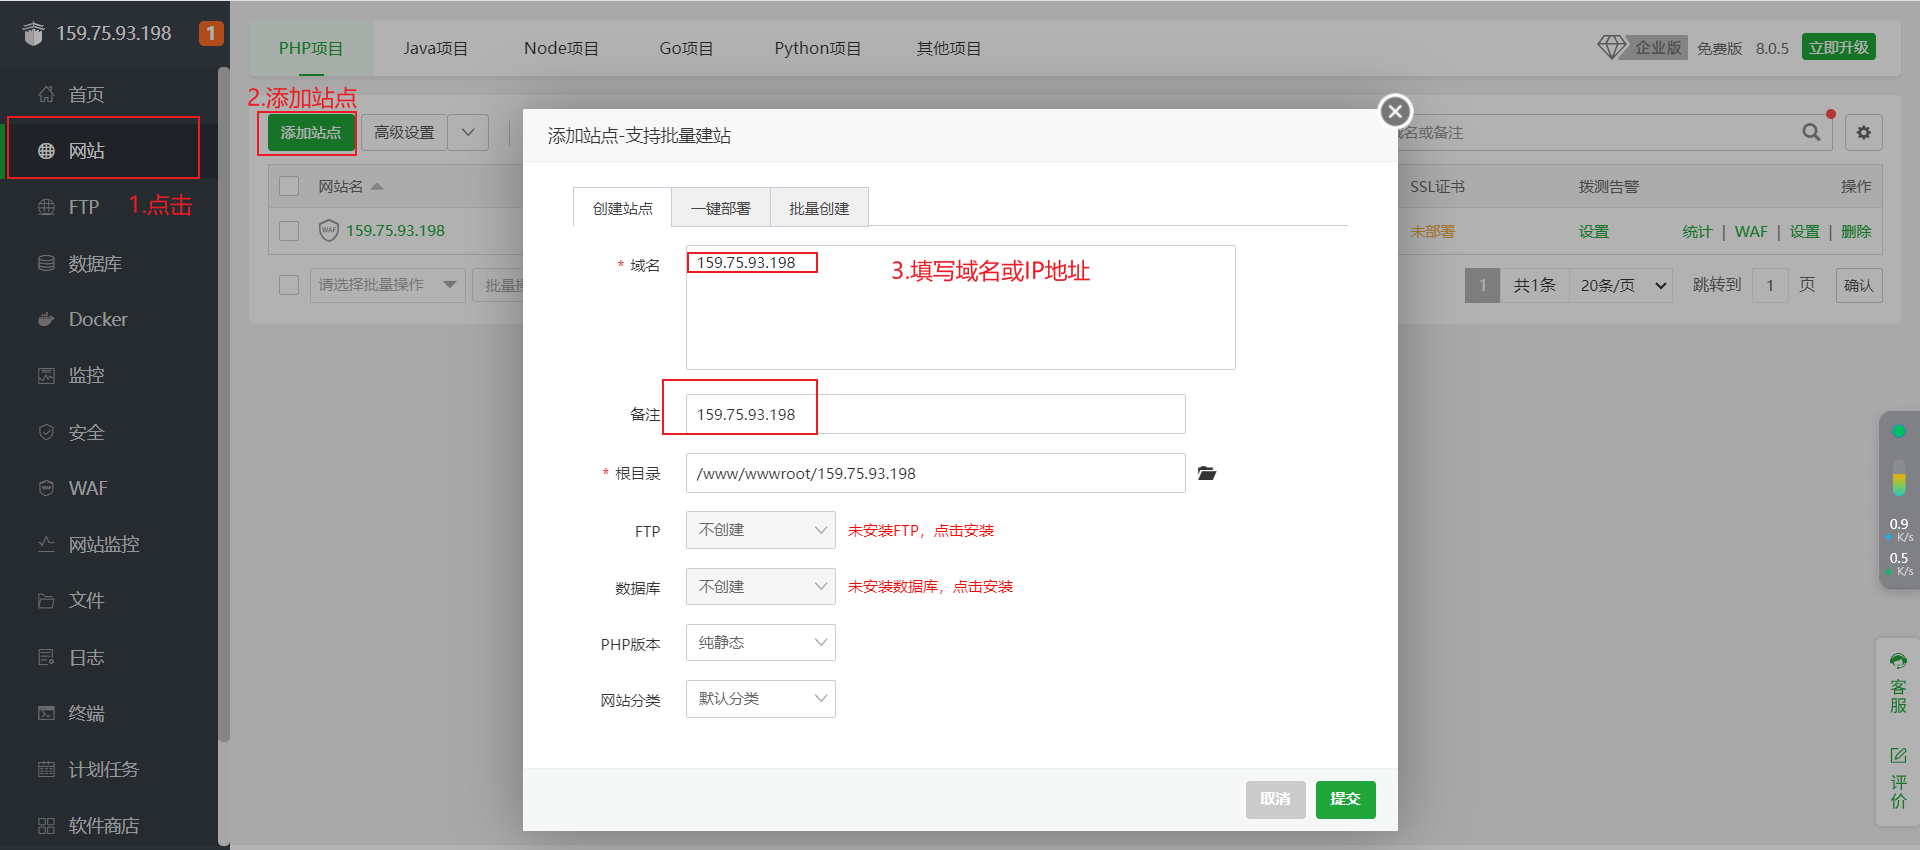 159.75.93.198
1
首页
网站
FTP
1.点击
数据库
Docker
监控
安全
WAF
网站监控
文件
日志
终端
计划任务
软件商店
PHP项目
Java项目
Node项目
Go项目
Python项目
其他项目
企业版
免费版
8.0.5
立即升级
2.添加站点
添加站点
高级设置
名或备注
网站名
SSL证书
拨测告警
操作
WAF
159.75.93.198
未部署
设置
统计 | WAF | 设置 | 删除
请选择批量操作
批量
1
共1条
20条/页
跳转到
1
页
确认
添加站点-支持批量建站
创建站点
一键部署
批量创建
* 域名
159.75.93.198
3.填写域名或IP地址
备注
159.75.93.198
* 根目录
/www/wwwroot/159.75.93.198
FTP
不创建
未安装FTP，点击安装
数据库
不创建
未安装数据库，点击安装
PHP版本
纯静态
网站分类
默认分类
取消
提交
0.9
K/s
0.5
K/s
客服
评价